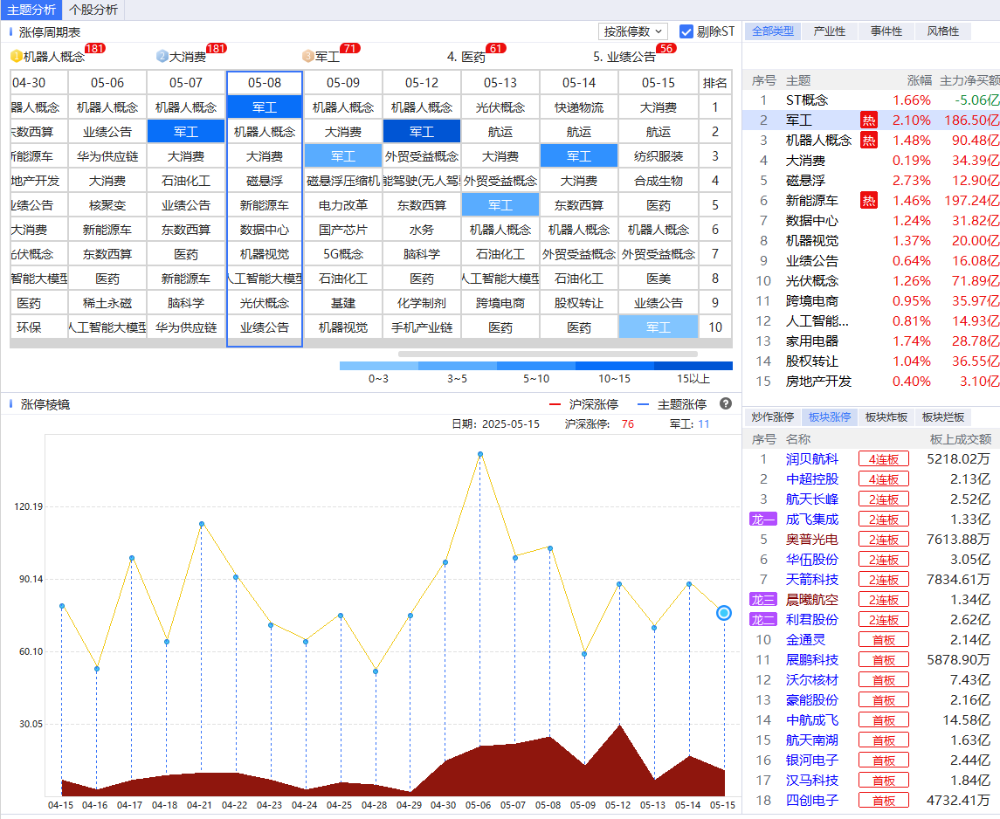 主题分析 个股分析
涨停周期表 按涨停数 剔除ST
1 机器人概念 181 2 大消费 181 3 军工 71 4. 医药 61 5. 业绩公告 56
04-30 05-06 05-07 05-08 05-09 05-12 05-13 05-14 05-15 排名
器人概念 机器人概念 机器人概念 军工 机器人概念 机器人概念 光伏概念 快递物流 大消费 1
数西算 业绩公告 军工 机器人概念 大消费 军工 航运 航运 航运 2
能源车 华为供应链 大消费 大消费 军工 外贸受益概念 大消费 军工 纺织服装 3
地产开发 大消费 石油化工 磁悬浮 磁悬浮压缩机 能驾驶(无人驾 外贸受益概念 大消费 合成生物 4
绩公告 核聚变 业绩公告 新能源车 电力改革 东数西算 军工 东数西算 医药 5
大消费 新能源车 东数西算 数据中心 国产芯片 水务 机器人概念 机器人概念 机器人概念 6
伏概念 东数西算 医药 机器视觉 5G概念 脑科学 石油化工 外贸受益概念 外贸受益概念 7
智能大模型 医药 新能源车 人工智能大模型 石油化工 医药 人工智能大模型 石油化工 医美 8
医药 稀土永磁 脑科学 光伏概念 基建 化学制剂 跨境电商 股权转让 业绩公告 9
环保 人工智能大模型 华为供应链 业绩公告 机器视觉 手机产业链 医药 医药 军工 10
0~3 3~5 5~10 10~15 15以上
涨停棱镜 沪深涨停 主题涨停 ?
日期: 2025-05-15 沪深涨停: 76 军工: 11
120.19
90.14
60.10
30.05
04-15 04-16 04-17 04-18 04-21 04-22 04-23 04-24 04-25 04-28 04-29 04-30 05-06 05-07 05-08 05-09 05-12 05-13 05-14 05-15
全部类型 产业性 事件性 风格性
序号 主题 涨幅 主力净买额
1 ST概念 1.66% -5.06亿
2 军工 热 2.10% 186.50亿
3 机器人概念 热 1.48% 90.48亿
4 大消费 0.19% 34.39亿
5 磁悬浮 2.73% 12.90亿
6 新能源车 热 1.46% 197.24亿
7 数据中心 1.24% 31.82亿
8 机器视觉 1.37% 20.00亿
9 业绩公告 0.64% 16.08亿
10 光伏概念 1.26% 71.89亿
11 跨境电商 0.95% 35.97亿
12 人工智能... 0.81% 14.93亿
13 家用电器 1.74% 28.78亿
14 股权转让 1.04% 36.55亿
15 房地产开发 0.40% 3.10亿
炒作涨停 板块涨停 板块炸板 板块烂板
序号 名称 板上成交额
1 润贝航科 4连板 5218.02万
2 中超控股 4连板 2.13亿
3 航天长峰 2连板 2.52亿
龙一 成飞集成 2连板 1.33亿
5 奥普光电 2连板 7613.88万
6 华伍股份 2连板 3.05亿
7 天箭科技 2连板 7834.61万
龙三 晨曦航空 2连板 1.34亿
龙二 利君股份 2连板 2.62亿
10 金通灵 首板 2.14亿
11 展鹏科技 首板 5878.90万
12 沃尔核材 首板 7.43亿
13 豪能股份 首板 2.16亿
14 中航成飞 首板 14.58亿
15 航天南湖 首板 1.63亿
16 银河电子 首板 2.44亿
17 汉马科技 首板 1.84亿
18 四创电子 首板 4732.41万